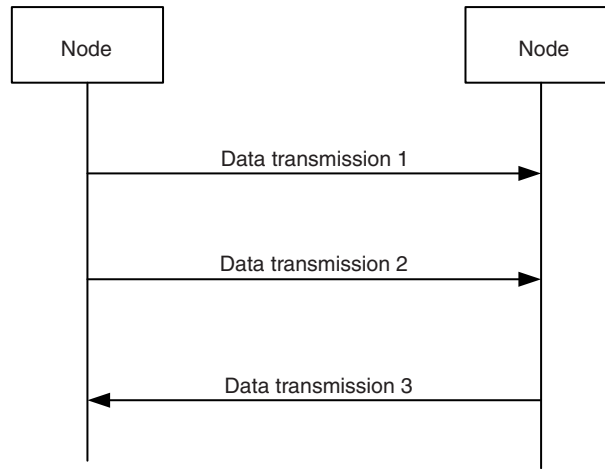 Node
Node
Data transmission 1
Data transmission 2
Data transmission 3